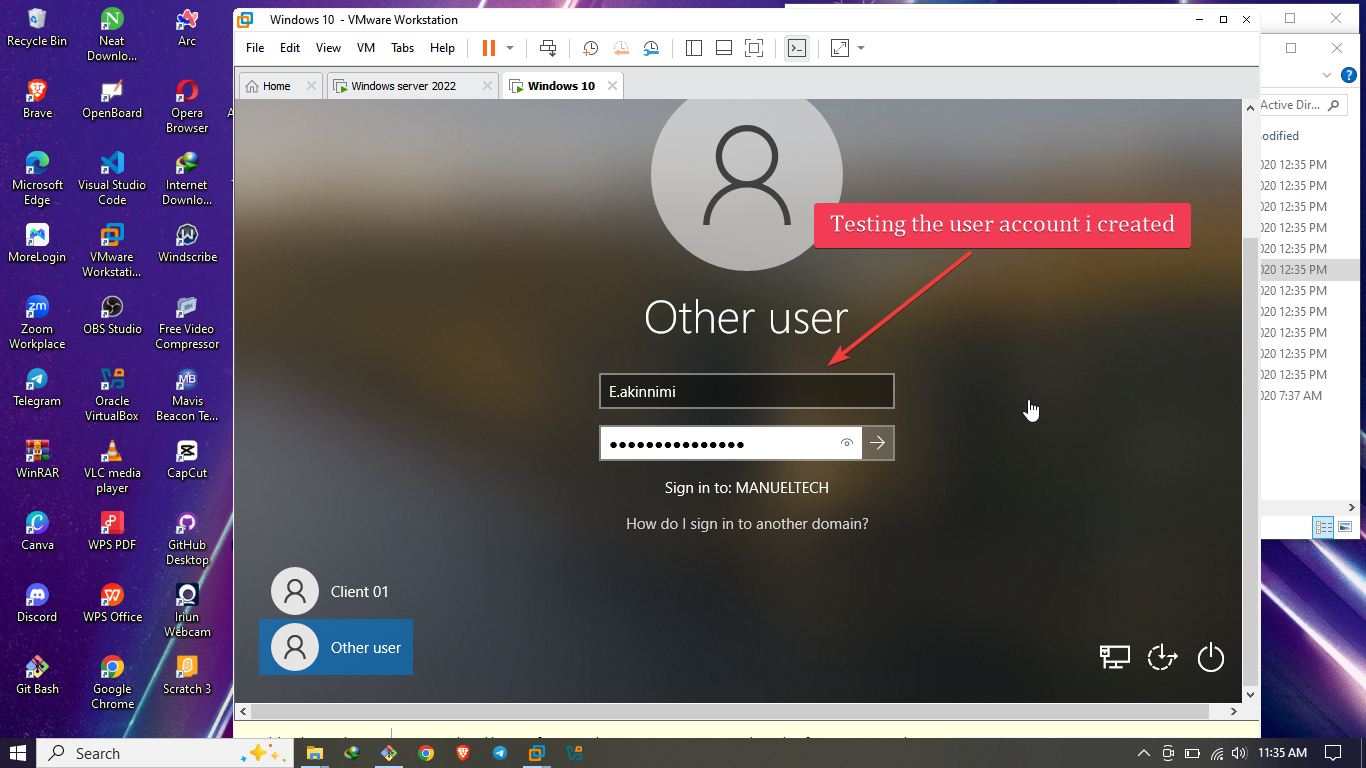 Recycle Bin
Neat
Downlo...
Arc
Brave
OpenBoard
Opera
Browser
Microsoft
Edge
Visual Studio
Code
Internet
Downlo...
MoreLogin
VMware
Workstati...
Windscribe
Zoom
Workplace
OBS Studio
Free Video
Compressor
Telegram
Oracle
VirtualBox
Mavis
Beacon Te...
WinRAR
VLC media
player
CapCut
Canva
WPS PDF
GitHub
Desktop
Discord
WPS Office
Iriun
Webcam
Git Bash
Google
Chrome
Scratch 3
Windows 10 - VMware Workstation
File Edit View VM Tabs Help
Home Windows server 2022 Windows 10
Testing the user account i created
Other user
E.akinnimi
Sign in to: MANUELTECH
How do I sign in to another domain?
Client 01
Other user
Active Dir...
odified
020 12:35 PM
020 12:35 PM
020 12:35 PM
020 12:35 PM
020 12:35 PM
020 12:35 PM
020 12:35 PM
020 12:35 PM
020 12:35 PM
020 12:35 PM
020 12:35 PM
020 7:37 AM
Search
11:35 AM